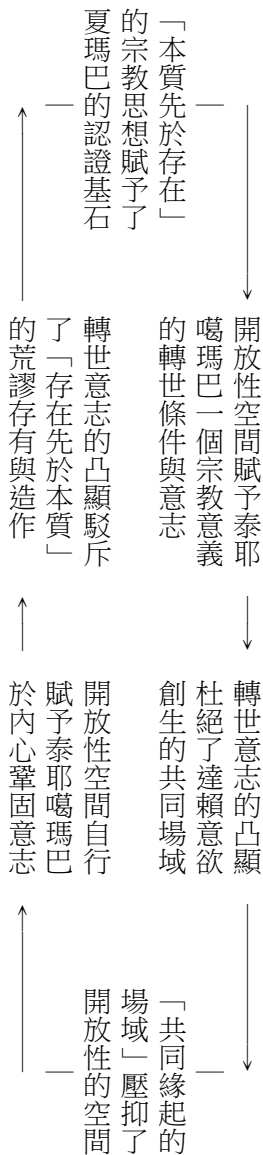 「本質先於存在」
的宗教思想賦予了
夏瑪巴的認證基石
開放性空間賦予泰耶
噶瑪巴一個宗教意義
的轉世條件與意志
轉世意志的凸顯
杜絕了達賴意欲
創生的共同場域
「共同緣起的
場域」壓抑了
開放性的空間
開放性空間自行
賦予泰耶噶瑪巴
於內心鞏固意志
轉世意志的凸顯駁斥
了「存在先於本質」
的荒謬存有與造作